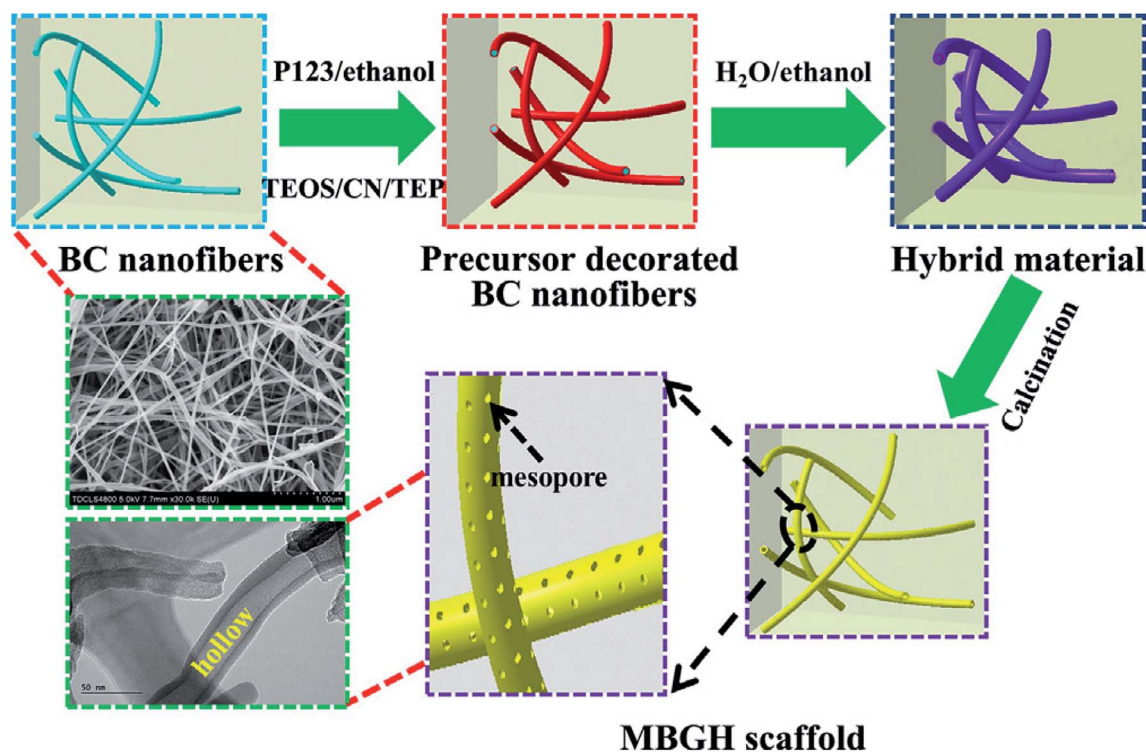 P123/ethanol
TEOS/CN/TEP
H₂O/ethanol
BC nanofibers
Precursor decorated
BC nanofibers
Hybrid material
Calcination
TDCLS4800 5.0kV 7.7mm x30.0k SE(U)
1.00um
mesopore
hollow
50 nm
MBGH scaffold